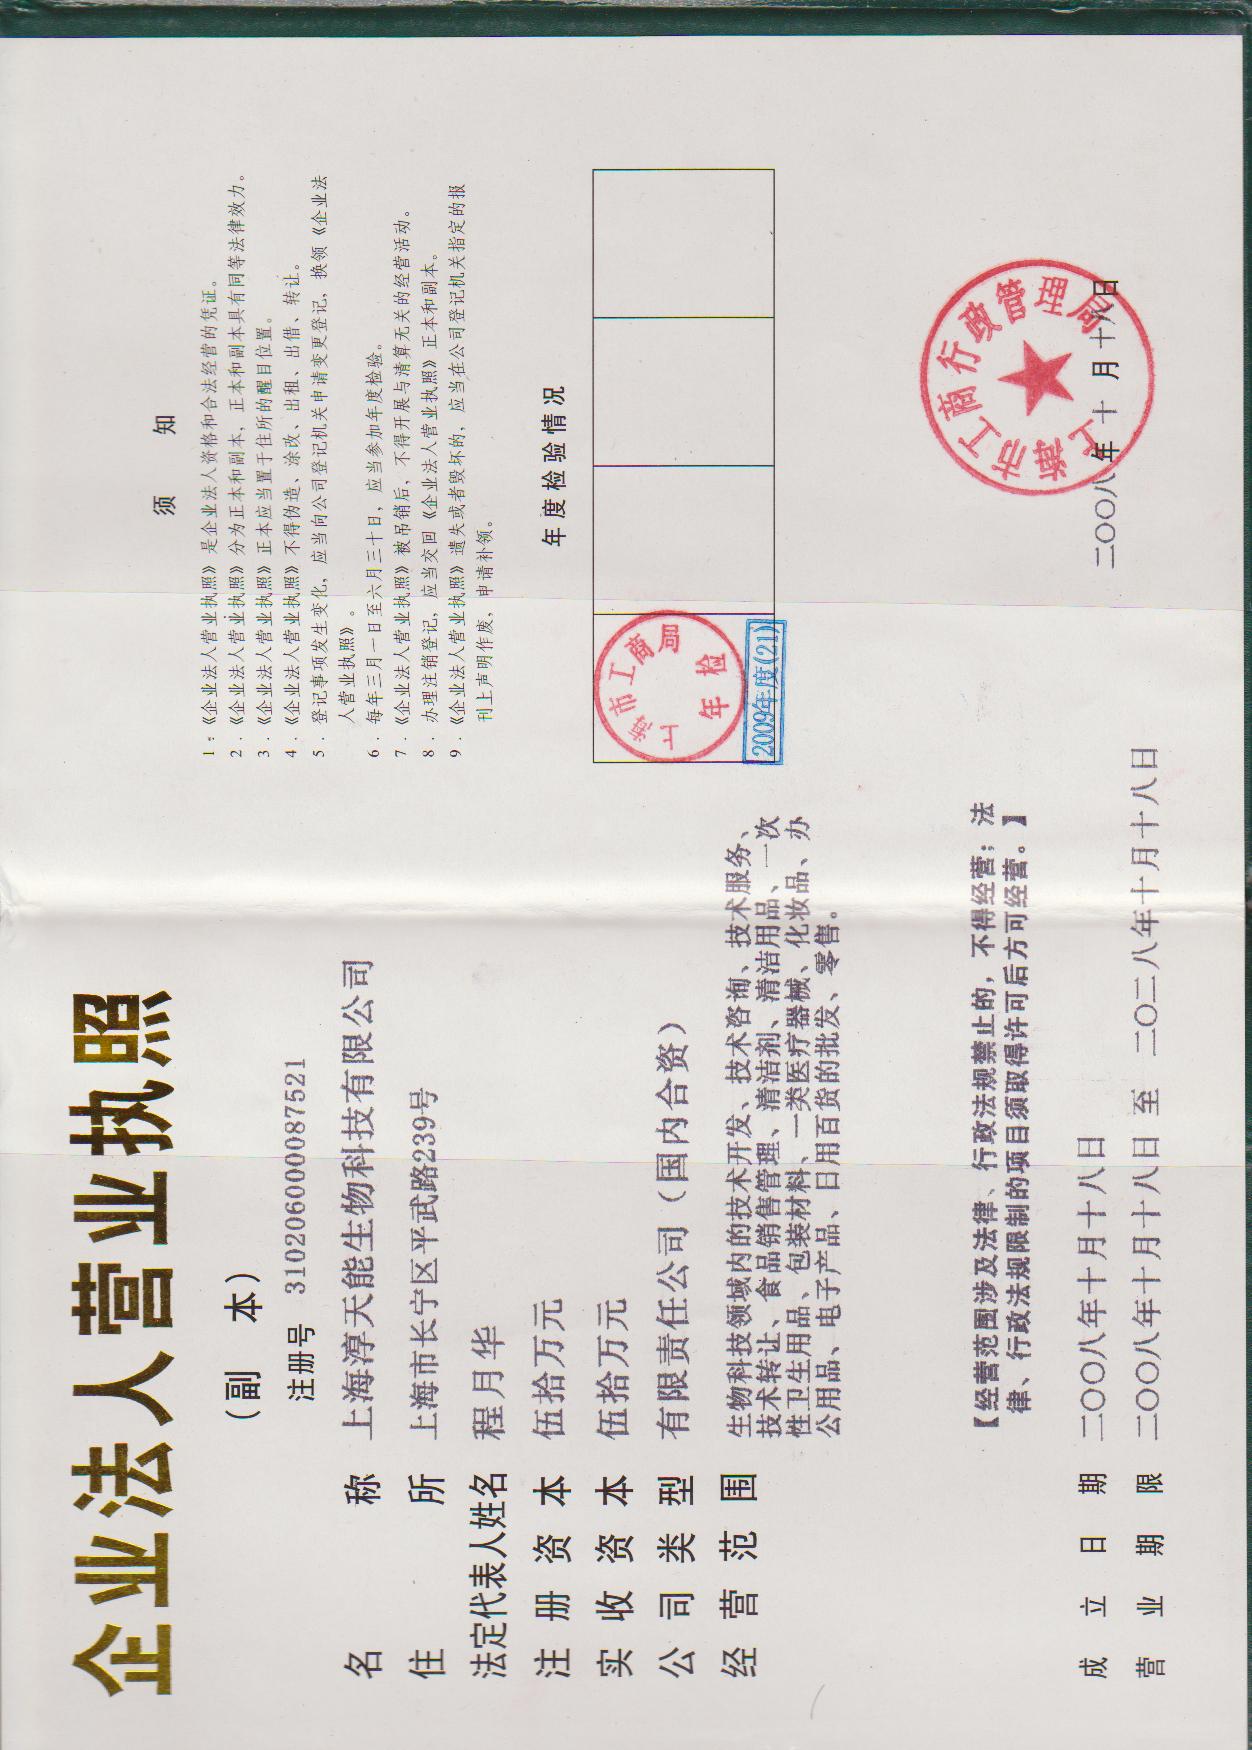 企业法人营业执照
（副 本）
注册号 310206000087521
名称 上海淳天能生物科技有限公司
住所 上海市长宁区平武路239号
法定代表人姓名 程月华
注册资本 伍拾万元
实收资本 伍拾万元
公司类型 有限责任公司（国内合资）
经营范围 生物科技领域内的技术开发、技术咨询、技术服务、
技术转让、食品销售管理、清洁剂、清洁用品、一次
性卫生用品、包装材料、一类医疗器械、化妆品、办
公用品、电子产品、日用百货的批发、零售。
【经营范围涉及法律、行政法规禁止的，不得经营；法
律、行政法规限制的项目须取得许可后方可经营。】
成立日期 二〇〇八年十月十八日
营业期限 二〇〇八年十月十八日 至 二〇二八年十月十八日
须 知
1．《企业法人营业执照》是企业法人资格和合法经营的凭证。
2．《企业法人营业执照》分为正本和副本，正本和副本具有同等法律效力。
3．《企业法人营业执照》正本应当置于住所的醒目位置。
4．《企业法人营业执照》不得伪造、涂改、出租、出借、转让。
5．登记事项发生变化，应当向公司登记机关申请变更登记，换领《企业法
人营业执照》。
6．每年三月一日至六月三十日，应当参加年度检验。
7．《企业法人营业执照》被吊销后，不得开展与清算无关的经营活动。
8．办理注销登记，应当交回《企业法人营业执照》正本和副本。
9．《企业法人营业执照》遗失或者毁坏的，应当在公司登记机关指定的报
刊上声明作废，申请补领。
年度检验情况
上海市工商局
年检
2009年度(21)
上海市工商行政管理局
二〇〇八年十月十八日